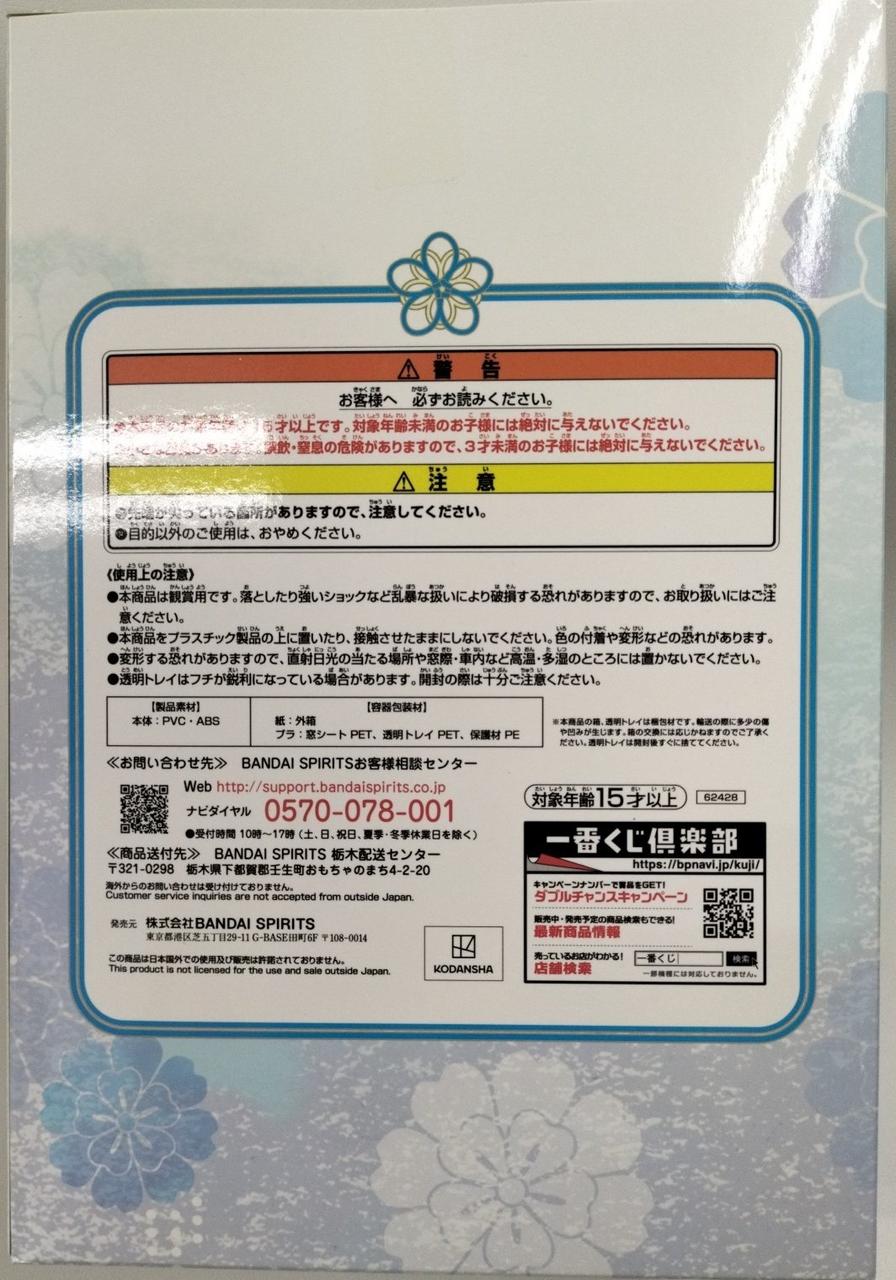 警告
お客様へ 必ずお読みください。
才以上です。対象年齢未満のお子様には絶対に与えないでください。
誤飲・窒息の危険がありますので、3才未満のお子様には絶対に与えないでください。
注意
●先端が尖っている箇所がありますので、注意してください。
●目的以外のご使用は、おやめください。
《使用上の注意》
●本商品は観賞用です。落としたり強いショックなど乱暴な扱いにより破損する恐れがありますので、お取り扱いにはご注
意ください。
●本商品をプラスチック製品の上に置いたり、接触させたままにしないでください。色の付着や変形などの恐れがあります。
●変形する恐れがありますので、直射日光の当たる場所や窓際・車内など高温・多湿のところには置かないでください。
●透明トレイはフチが鋭利になっている場合があります。開封の際は十分ご注意ください。
【製品素材】
本体：PVC・ABS
【容器包装材】
紙：外箱
プラ：窓シート PET、透明トレイ PET、保護材 PE
※本商品の箱、透明トレイは梱包材です。輸送の際に多少の傷
や凹みが生じます。箱の交換には応じかねますのでご了承く
ださい。透明トレイは開封後すぐに捨ててください。
≪お問い合わせ先≫ BANDAI SPIRITSお客様相談センター
Web http://support.bandaispirits.co.jp
ナビダイヤル 0570-078-001
●受付時間 10時〜17時（土、日、祝日、夏季・冬季休業日を除く）
≪商品送付先≫ BANDAI SPIRITS 栃木配送センター
〒321-0298 栃木県下都賀郡壬生町おもちゃのまち4-2-20
海外からのお問い合わせは受け付けておりません。
Customer service inquiries are not accepted from outside Japan.
発売元 株式会社BANDAI SPIRITS
東京都港区芝五丁目29-11 G-BASE田町6F 〒108-0014
この商品は日本国外での使用及び販売は許諾されておりません。
This product is not licensed for the use and sale outside Japan.
KODANSHA
対象年齢15才以上
62428
一番くじ倶楽部
https://bpnavi.jp/kuji/
キャンペーンナンバーで賞品をGET!
ダブルチャンスキャンペーン
販売中・発売予定の商品検索もできる!
最新商品情報
売っているお店がわかる!
店舗検索
一番くじ 検索
一部機種には対応しておりません。